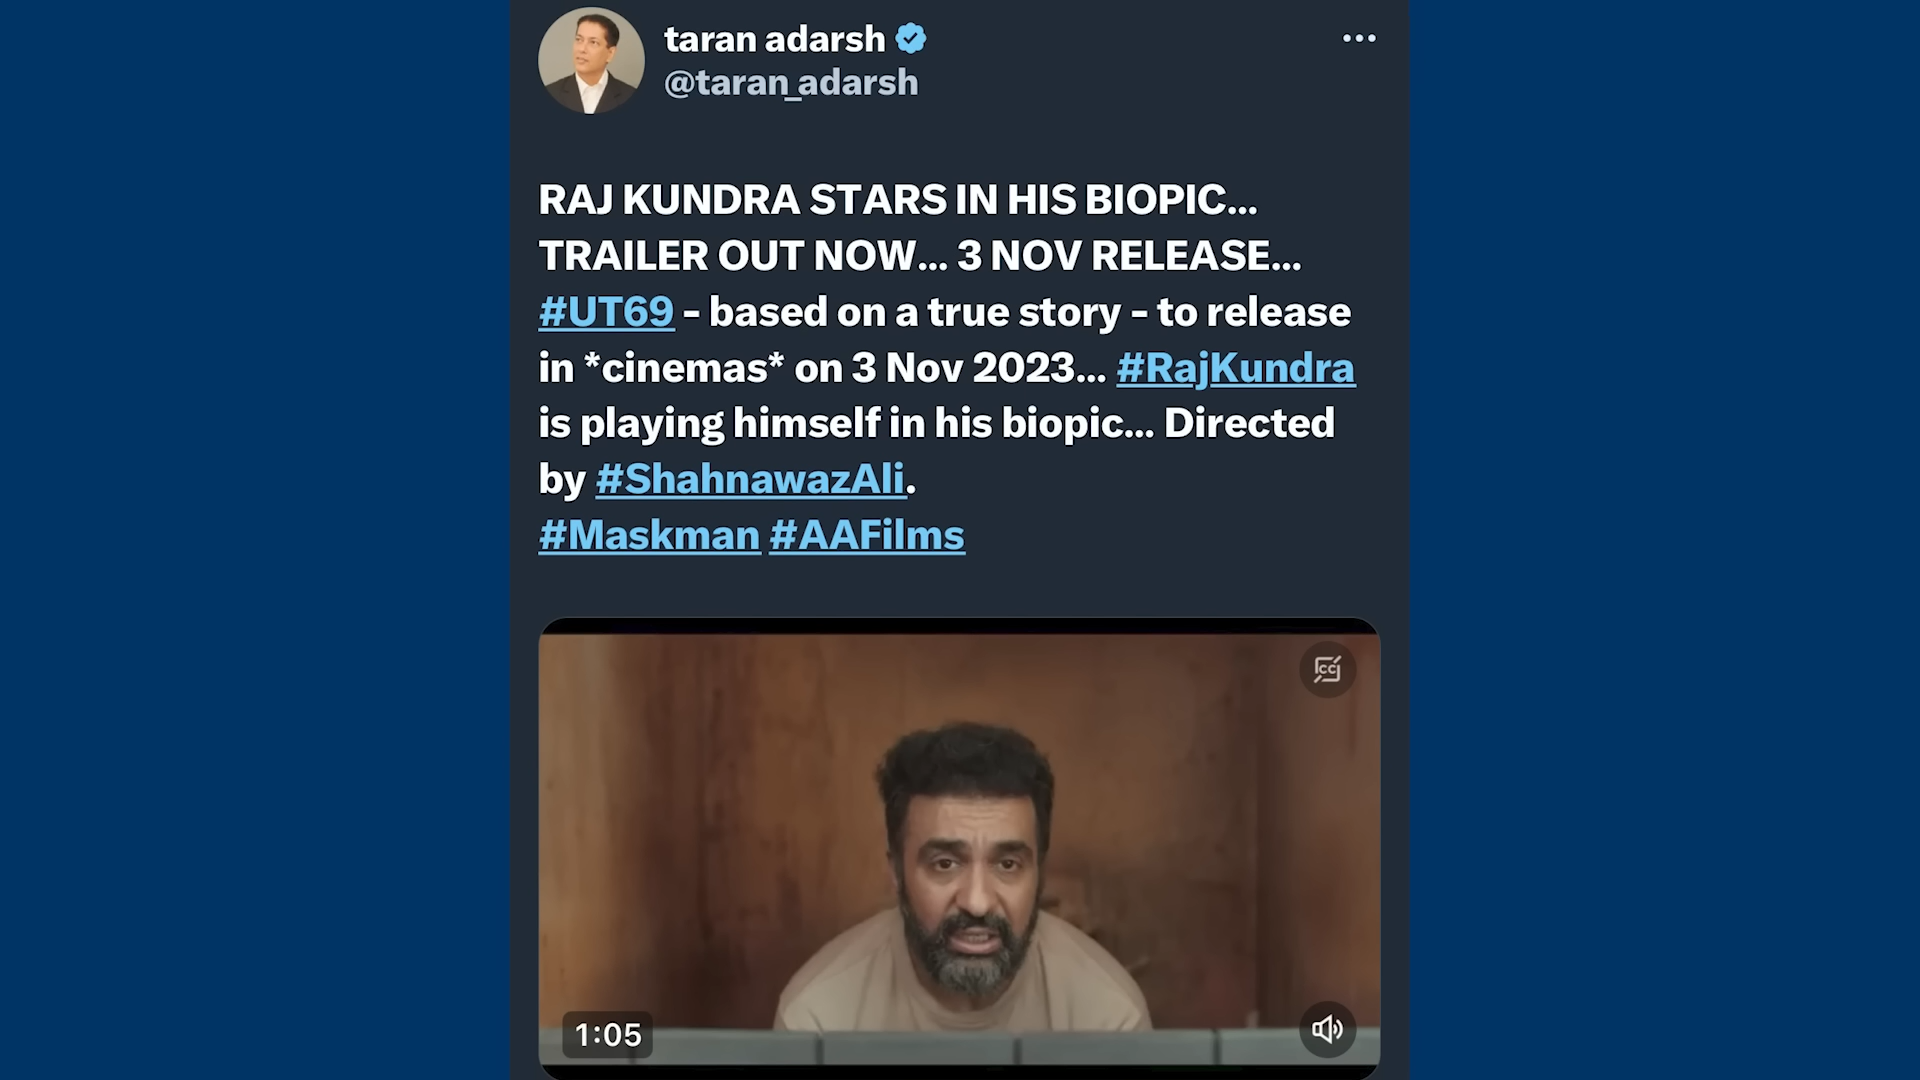 taran adarsh
@taran_adarsh
RAJ KUNDRA STARS IN HIS BIOPIC...
TRAILER OUT NOW... 3 NOV RELEASE...
#UT69 - based on a true story - to release
in *cinemas* on 3 Nov 2023... #RajKundra
is playing himself in his biopic... Directed
by #ShahnawazAli.
#Maskman #AAFilms
CC
1:05